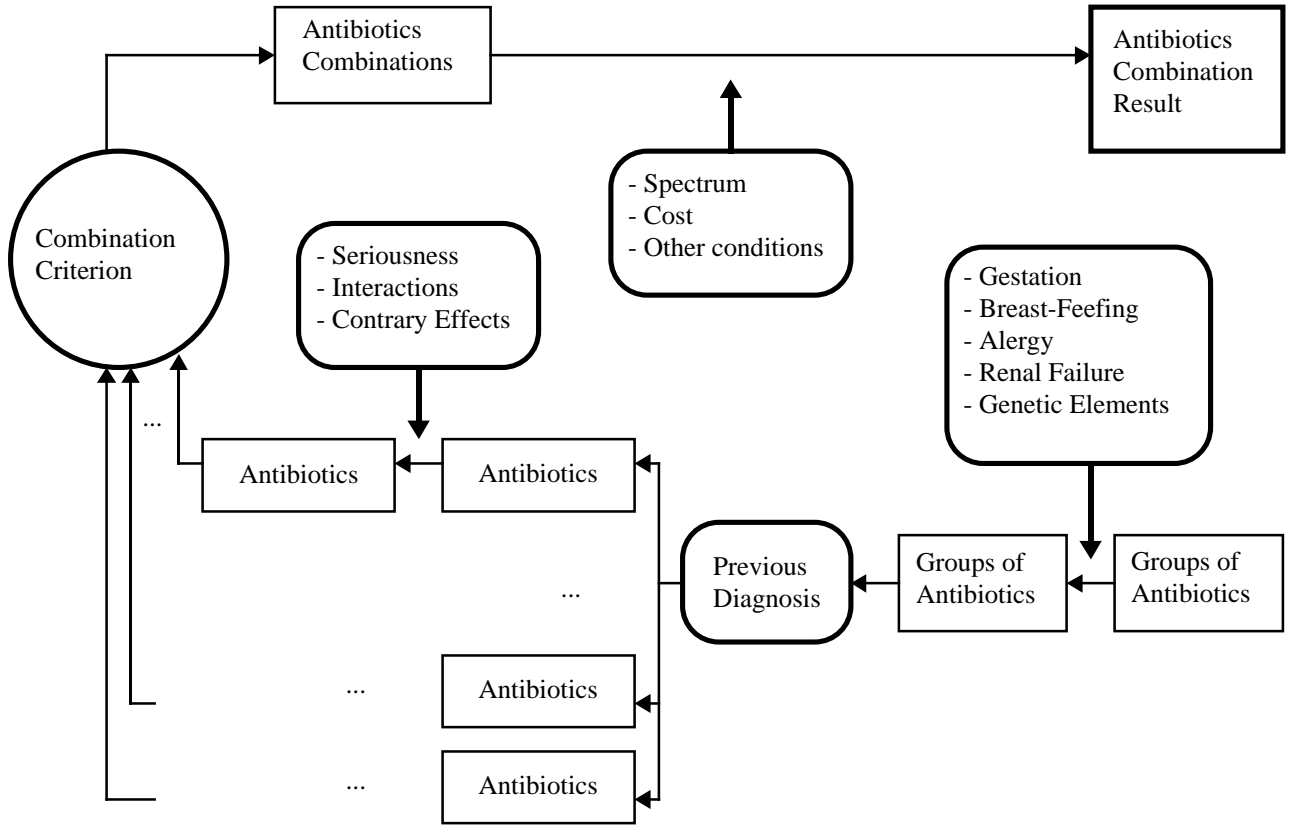 Antibiotics
Combinations
Antibiotics
Combination
Result
- Spectrum
- Cost
- Other conditions
Combination
Criterion
- Seriousness
- Interactions
- Contrary Effects
- Gestation
- Breast-Feefing
- Alergy
- Renal Failure
- Genetic Elements
...
Antibiotics
Antibiotics
Previous
Diagnosis
Groups of
Antibiotics
Groups of
Antibiotics
...
...
Antibiotics
...
Antibiotics